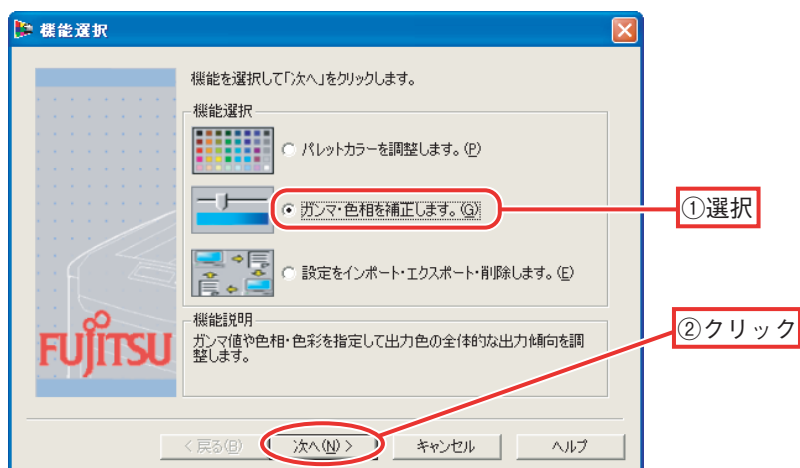 機能選択
機能を選択して「次へ」をクリックします。
機能選択
パレットカラーを調整します。(P)
ガンマ・色相を補正します。(G)
①選択
設定をインポート・エクスポート・削除します。(E)
機能説明
ガンマ値や色相・色彩を指定して出力色の全体的な出力傾向を調
整します。
②クリック
FUJITSU
< 戻る(B)
次へ(N) >
キャンセル
ヘルプ